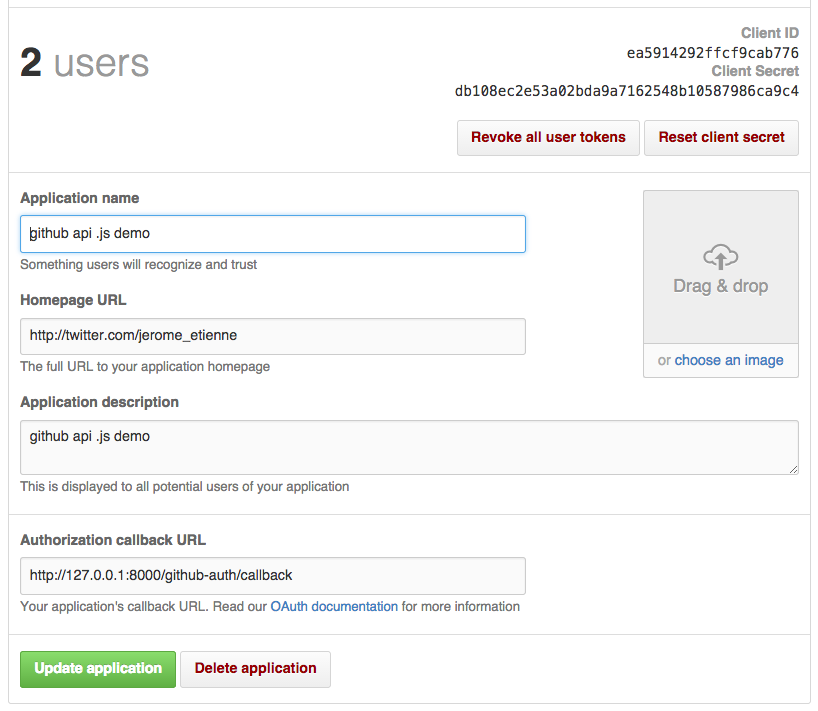 2 users
Client ID
ea5914292ffcf9cab776
Client Secret
db108ec2e53a02bda9a7162548b10587986ca9c4
Revoke all user tokens
Reset client secret
Application name
github api .js demo
Something users will recognize and trust
Homepage URL
http://twitter.com/jerome_etienne
The full URL to your application homepage
Drag & drop
or choose an image
Application description
github api .js demo
This is displayed to all potential users of your application
Authorization callback URL
http://127.0.0.1:8000/github-auth/callback
Your application's callback URL. Read our OAuth documentation for more information
Update application
Delete application